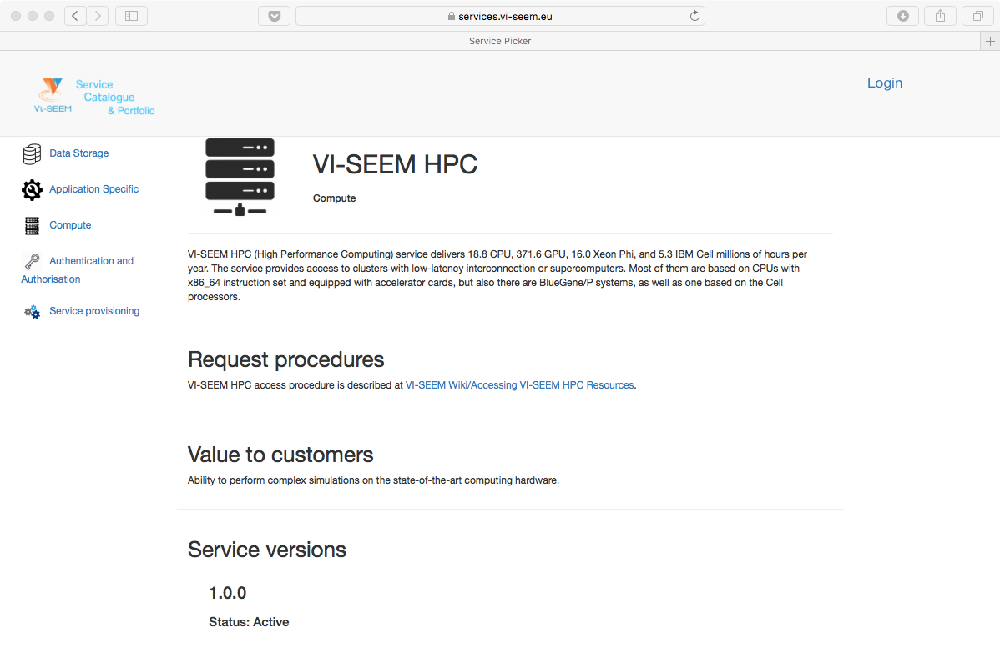 services.vi-seem.eu
Service Picker
Service
Catalogue
& Portfolio
VI-SEEM
Login
Data Storage
Application Specific
Compute
Authentication and
Authorisation
Service provisioning
VI-SEEM HPC
Compute
VI-SEEM HPC (High Performance Computing) service delivers 18.8 CPU, 371.6 GPU, 16.0 Xeon Phi, and 5.3 IBM Cell millions of hours per
year. The service provides access to clusters with low-latency interconnection or supercomputers. Most of them are based on CPUs with
x86_64 instruction set and equipped with accelerator cards, but also there are BlueGene/P systems, as well as one based on the Cell
processors.
Request procedures
VI-SEEM HPC access procedure is described at VI-SEEM Wiki/Accessing VI-SEEM HPC Resources.
Value to customers
Ability to perform complex simulations on the state-of-the-art computing hardware.
Service versions
1.0.0
Status: Active